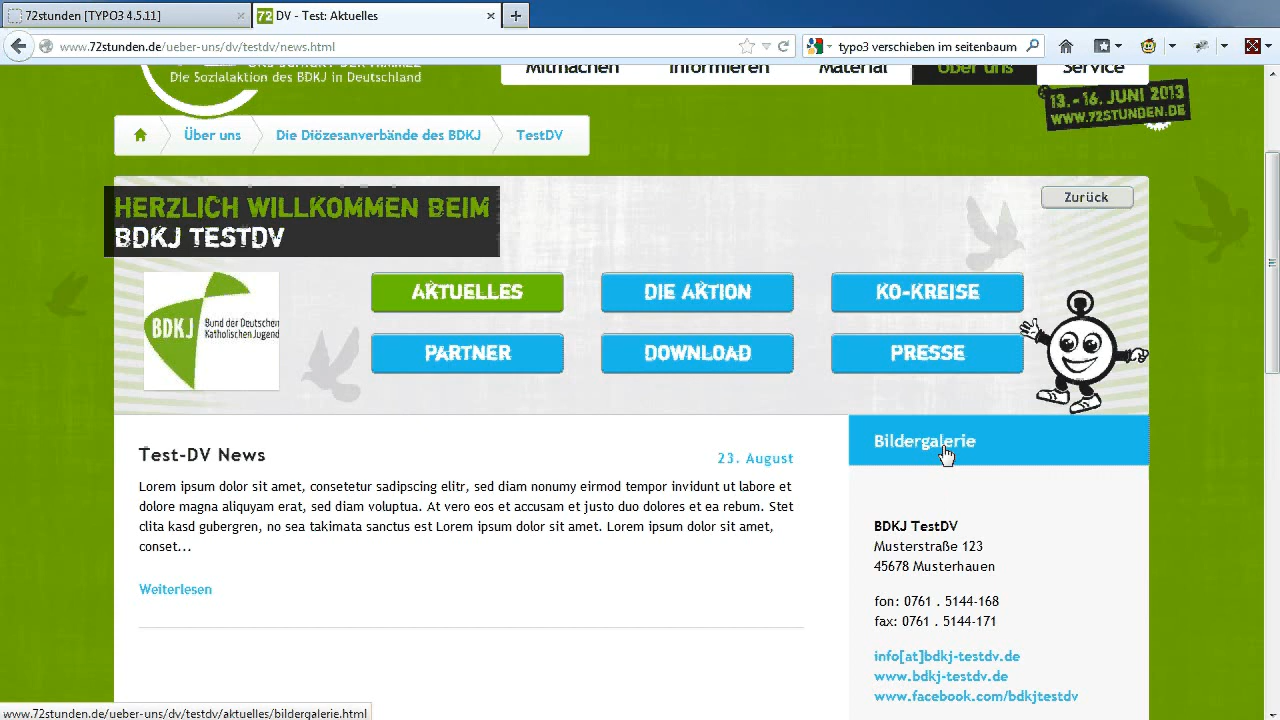 72stunden [TYPO3 4.5.11]
72 DV - Test: Aktuelles
www.72stunden.de/ueber-uns/dv/testdv/news.html
typo3 verschieben im seitenbaum
Die Sozialaktion des BDKJ in Deutschland
Mitmachen
Informieren
Material
Über uns
Service
13. - 16. JUNI 2013
WWW.72STUNDEN.DE
Über uns
Die Diözesanverbände des BDKJ
TestDV
HERZLICH WILLKOMMEN BEIM
BDKJ TESTDV
Zurück
BDKJ
Bund der Deutschen
Katholischen Jugend
AKTUELLES
DIE AKTION
KO-KREISE
PARTNER
DOWNLOAD
PRESSE
Test-DV News
23. August
Lorem ipsum dolor sit amet, consetetur sadipscing elitr, sed diam nonumy eirmod tempor invidunt ut labore et
dolore magna aliquyam erat, sed diam voluptua. At vero eos et accusam et justo duo dolores et ea rebum. Stet
clita kasd gubergren, no sea takimata sanctus est Lorem ipsum dolor sit amet. Lorem ipsum dolor sit amet,
conset...
Weiterlesen
Bildergalerie
BDKJ TestDV
Musterstraße 123
45678 Musterhauen
fon: 0761 . 5144-168
fax: 0761 . 5144-171
info[at]bdkj-testdv.de
www.bdkj-testdv.de
www.facebook.com/bdkjtestdv
www.72stunden.de/ueber-uns/dv/testdv/aktuelles/bildergalerie.html